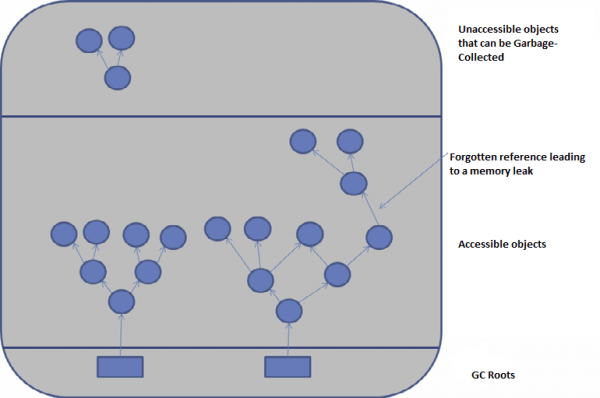 Unaccessible objects
that can be Garbage-
Collected
Forgotten reference leading
to a memory leak
Accessible objects
GC Roots